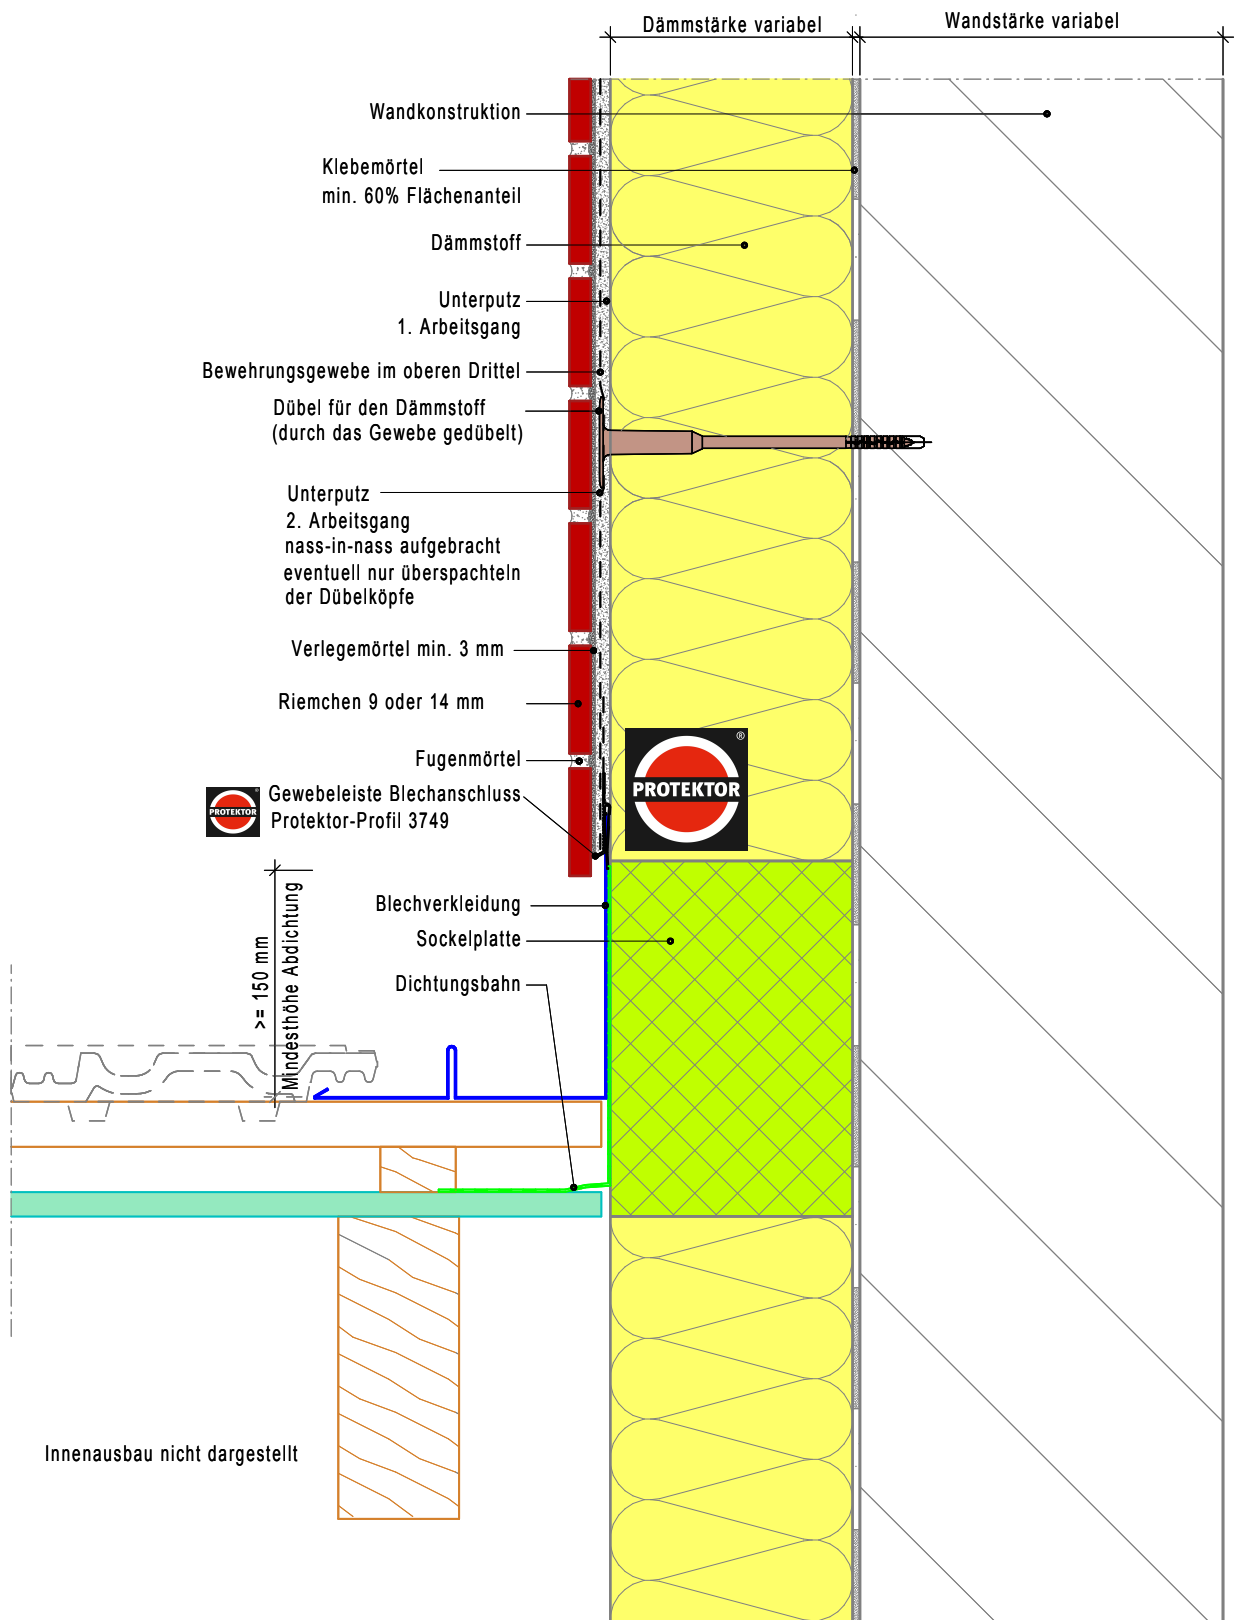 Dämmstärke variabel
Wandstärke variabel
Wandkonstruktion
Klebemörtel
min. 60% Flächenanteil
Dämmstoff
Unterputz
1. Arbeitsgang
Bewehrungsgewebe im oberen Drittel
Dübel für den Dämmstoff
(durch das Gewebe gedübelt)
Unterputz
2. Arbeitsgang
nass-in-nass aufgebracht
eventuell nur überspachteln
der Dübelköpfe
Verlegemörtel min. 3 mm
Riemchen 9 oder 14 mm
Fugenmörtel
PROTEKTOR
®
PROTEKTOR
®
Gewebeleiste Blechanschluss
Protektor-Profil 3749
Blechverkleidung
Sockelplatte
Dichtungsbahn
>= 150 mm
Mindesthöhe Abdichtung
Innenausbau nicht dargestellt